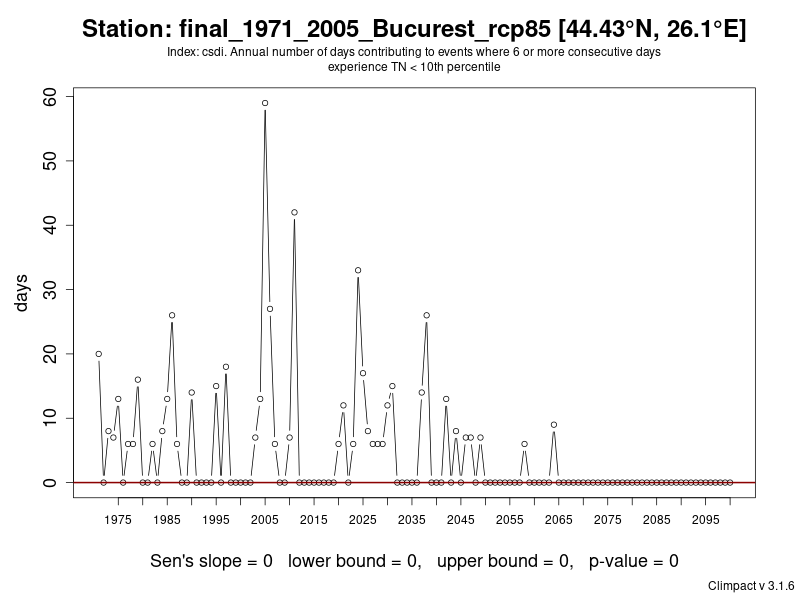 Station: final_1971_2005_Bucurest_rcp85 [44.43°N, 26.1°E]
Index: csdi. Annual number of days contributing to events where 6 or more consecutive days
experience TN < 10th percentile
60
50
40
30
20
10
0
days
1975 1985 1995 2005 2015 2025 2035 2045 2055 2065 2075 2085 2095
Sen's slope = 0 lower bound = 0, upper bound = 0, p-value = 0
Climpact v 3.1.6